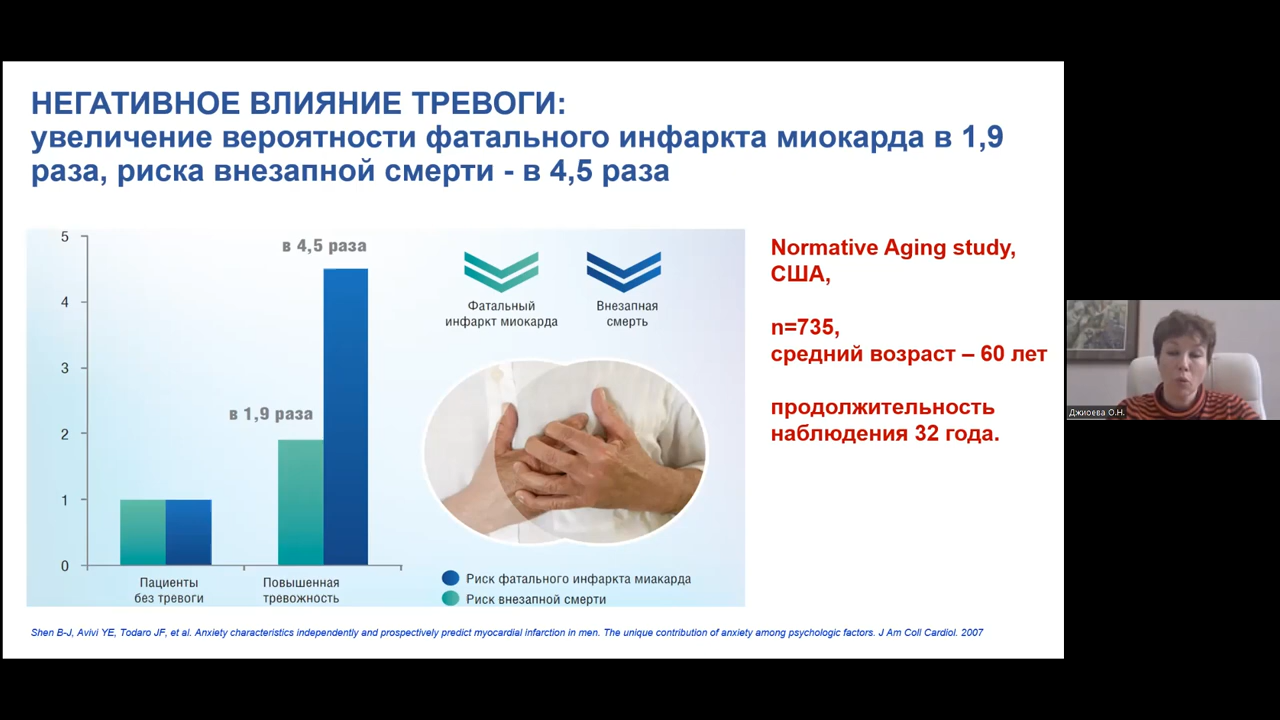 НЕГАТИВНОЕ ВЛИЯНИЕ ТРЕВОГИ:
увеличение вероятности фатального инфаркта миокарда в 1,9
раза, риска внезапной смерти - в 4,5 раза
5
4
3
2
1
0
в 4,5 раза
в 1,9 раза
Пациенты
без тревоги
Повышенная
тревожность
Фатальный
инфаркт миокарда
Внезапная
смерть
Риск фатального инфаркта миакарда
Риск внезапной смерти
Normative Aging study,
США,
n=735,
средний возраст – 60 лет
продолжительность
наблюдения 32 года.
Shen B-J, Avivi YE, Todaro JF, et al. Anxiety characteristics independently and prospectively predict myocardial infarction in men. The unique contribution of anxiety among psychologic factors. J Am Coll Cardiol. 2007
Джиоева О.Н.